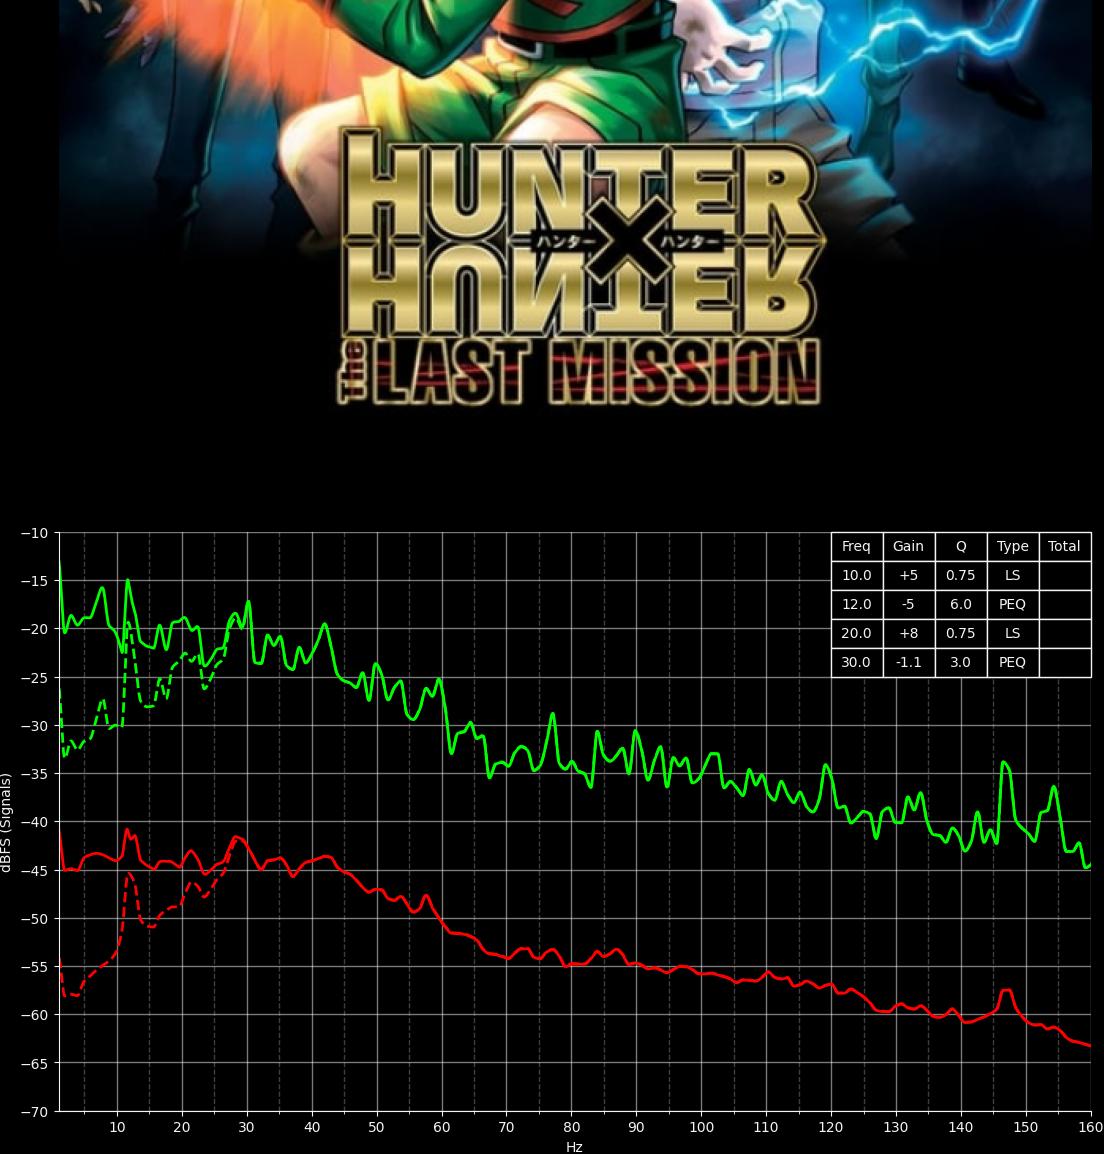 HUNTER
ハンター × ハンター
HUNTER
The LAST MISSION
Freq Gain Q Type Total
10.0 +5 0.75 LS
12.0 -5 6.0 PEQ
20.0 +8 0.75 LS
30.0 -1.1 3.0 PEQ
−10
−15
−20
−25
−30
−35
−40
−45
−50
−55
−60
−65
−70
dBFS (Signals)
10 20 30 40 50 60 70 80 90 100 110 120 130 140 150 160
Hz